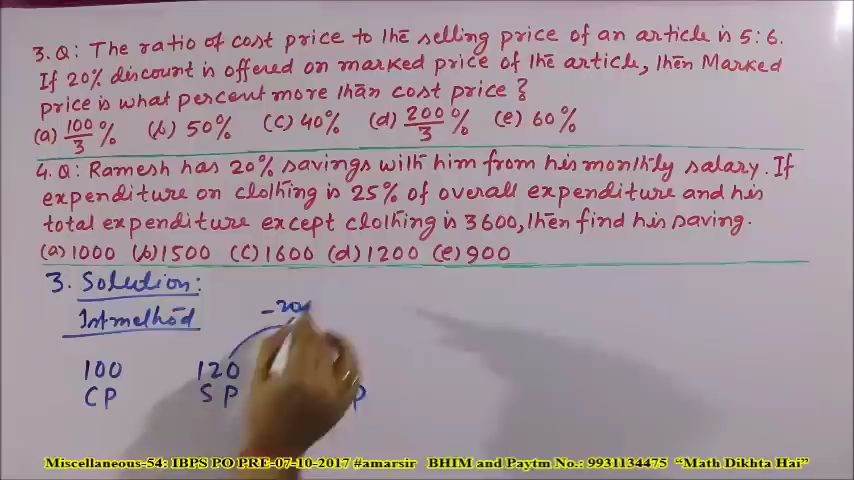 3. Q: The ratio of cost price to the selling price of an article is 5:6.
If 20% discount is offered on marked price of the article, then Marked
price is what percent more than cost price?
(a) 100/3 % (b) 50% (c) 40% (d) 200/3 % (e) 60%
4. Q: Ramesh has 20% savings with him from his monthly salary. If
expenditure on clothing is 25% of overall expenditure and his
total expenditure except clothing is 3600, then find his saving.
(a) 1000 (b) 1500 (c) 1600 (d) 1200 (e) 900
3. Solution:
1st method
-20
100 120
CP SP P
Miscellaneous-54: IBPS PO PRE-07-10-2017 #amarsir BHIM and Paytm No.: 9931134475 "Math Dikhta Hai"